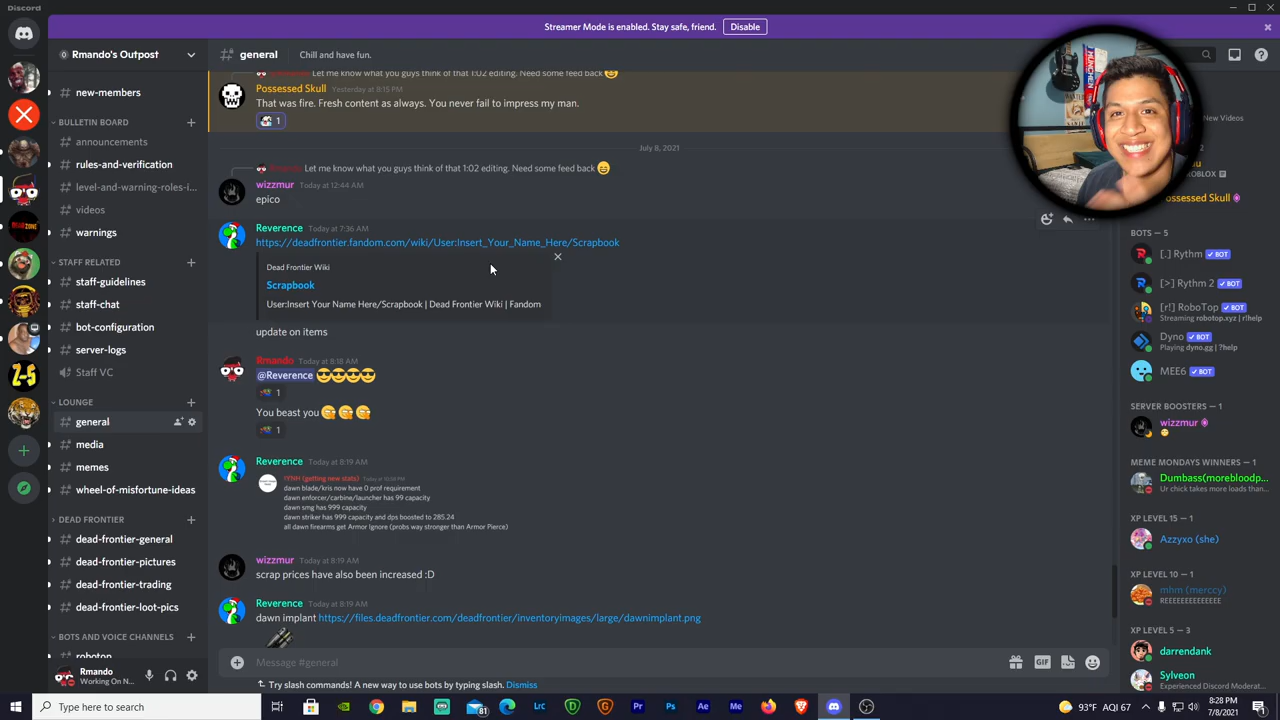 Discord
Streamer Mode is enabled. Stay safe, friend. Disable
Rmando's Outpost
# general Chill and have fun.
new-members
BULLETIN BOARD
announcements
rules-and-verification
level-and-warning-roles-i...
videos
warnings
STAFF RELATED
staff-guidelines
staff-chat
bot-configuration
server-logs
Staff VC
LOUNGE
general
media
memes
wheel-of-misfortune-ideas
DEAD FRONTIER
dead-frontier-general
dead-frontier-pictures
dead-frontier-trading
dead-frontier-loot-pics
BOTS AND VOICE CHANNELS
robotop
Rmando
Working On N...
Let me know what you guys think of that 1:02 editing. Need some feed back
Possessed Skull Yesterday at 8:15 PM
That was fire. Fresh content as always. You never fail to impress my man.
1
July 8, 2021
Let me know what you guys think of that 1:02 editing. Need some feed back
wizzmur Today at 12:44 AM
epico
Reverence Today at 7:36 AM
https://deadfrontier.fandom.com/wiki/User:Insert_Your_Name_Here/Scrapbook
Dead Frontier Wiki
Scrapbook
User:Insert Your Name Here/Scrapbook | Dead Frontier Wiki | Fandom
update on items
Rmando Today at 8:18 AM
@Reverence
1
You beast you
1
Reverence Today at 8:19 AM
!YNH (getting new stats) Today at 10:58 PM
dawn blade/kris now have 0 prof requirement
dawn enforcer/carbine/launcher has 99 capacity
dawn smg has 999 capacity
dawn striker has 999 capacity and dps boosted to 285.24
all dawn firearms get Armor Ignore (probs way stronger than Armor Pierce)
wizzmur Today at 8:19 AM
scrap prices have also been increased :D
Reverence Today at 8:19 AM
dawn implant https://files.deadfrontier.com/deadfrontier/inventoryimages/large/dawnimplant.png
Message #general
GIF
Try slash commands! A new way to use bots by typing slash. Dismiss
New Videos
ROBLOX
ossessed Skull
BOTS — 5
[.] Rythm BOT
[>] Rythm 2 BOT
[r!] RoboTop BOT
Streaming robotop.xyz | r!help
Dyno BOT
Playing dyno.gg | ?help
MEE6 BOT
SERVER BOOSTERS — 1
wizzmur
MEME MONDAYS WINNERS — 1
Dumbass(morebloodp...
Ur chick takes more loads than...
XP LEVEL 15 — 1
Azzyxo (she)
XP LEVEL 10 — 1
mhm (merccy)
REEEEEEEEEEEEEE
XP LEVEL 5 — 3
darrendank
Sylveon
Experienced Discord Moderat...
Type here to search
81
Lrc
Pr
Ps
Ae
Me
93°F AQI 67
8:28 PM
7/8/2021